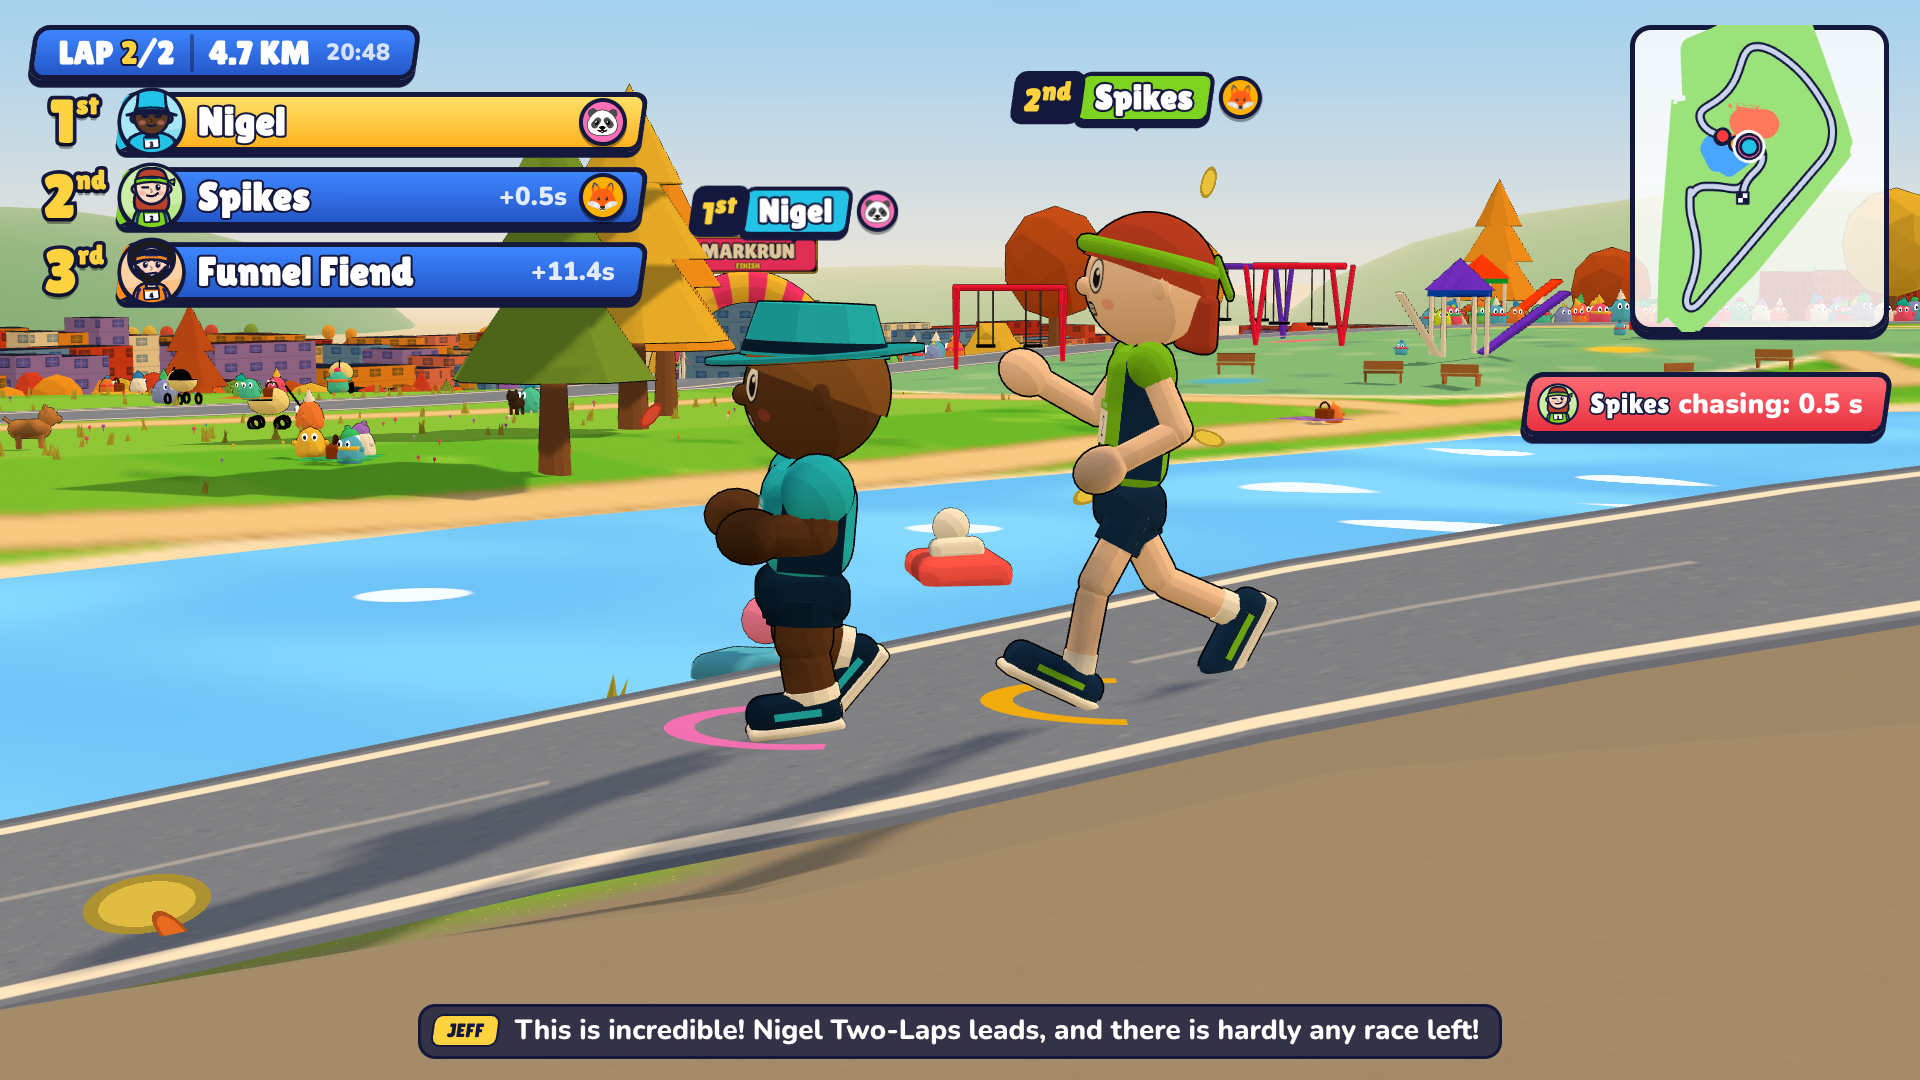 LAP 2/2 4.7 KM 20:48
1st Nigel
2nd Spikes +0.5s
3rd Funnel Fiend +11.4s
2nd Spikes
1st Nigel
MARKRUN
FINISH
Spikes chasing: 0.5 s
JEFF This is incredible! Nigel Two-Laps leads, and there is hardly any race left!